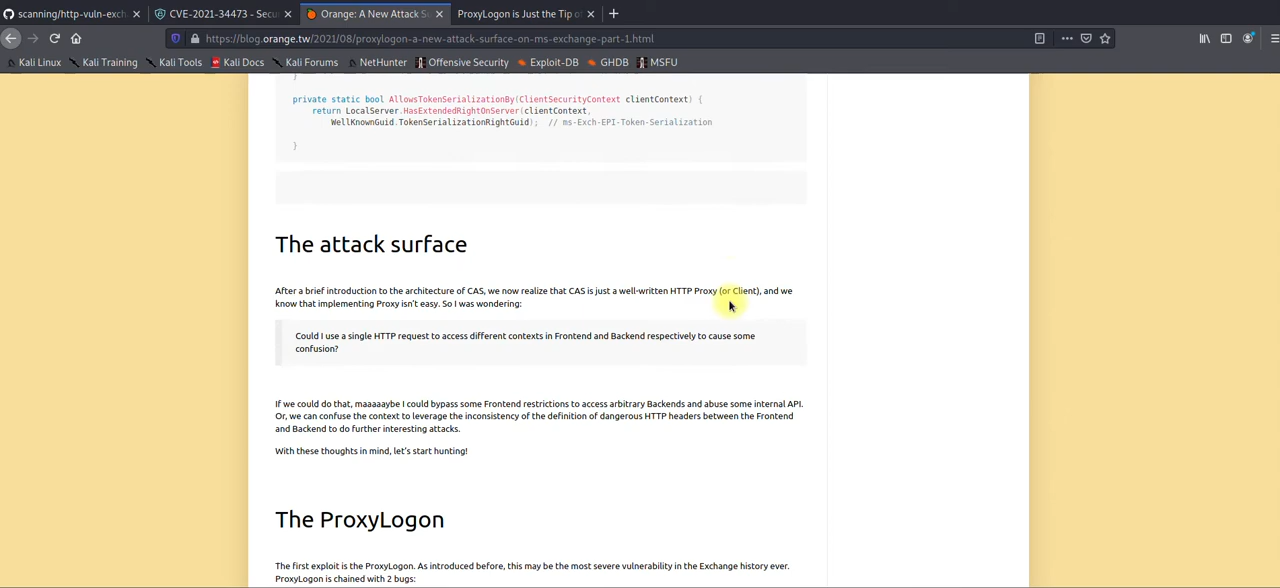 scanning/http-vuln-exch
CVE-2021-34473 - Secu
Orange: A New Attack Su
ProxyLogon is Just the Tip of
https://blog.orange.tw/2021/08/proxylogon-a-new-attack-surface-on-ms-exchange-part-1.html
Kali Linux Kali Training Kali Tools Kali Docs Kali Forums NetHunter Offensive Security Exploit-DB GHDB MSFU
}
private static bool AllowsTokenSerializationBy(ClientSecurityContext clientContext) {
return LocalServer.HasExtendedRightOnServer(clientContext,
WellKnownGuid.TokenSerializationRightGuid); // ms-Exch-EPI-Token-Serialization
}
The attack surface
After a brief introduction to the architecture of CAS, we now realize that CAS is just a well-written HTTP Proxy (or Client), and we
know that implementing Proxy isn't easy. So I was wondering:
Could I use a single HTTP request to access different contexts in Frontend and Backend respectively to cause some
confusion?
If we could do that, maaaaaybe I could bypass some Frontend restrictions to access arbitrary Backends and abuse some internal API.
Or, we can confuse the context to leverage the inconsistency of the definition of dangerous HTTP headers between the Frontend
and Backend to do further interesting attacks.
With these thoughts in mind, let's start hunting!
The ProxyLogon
The first exploit is the ProxyLogon. As introduced before, this may be the most severe vulnerability in the Exchange history ever.
ProxyLogon is chained with 2 bugs: